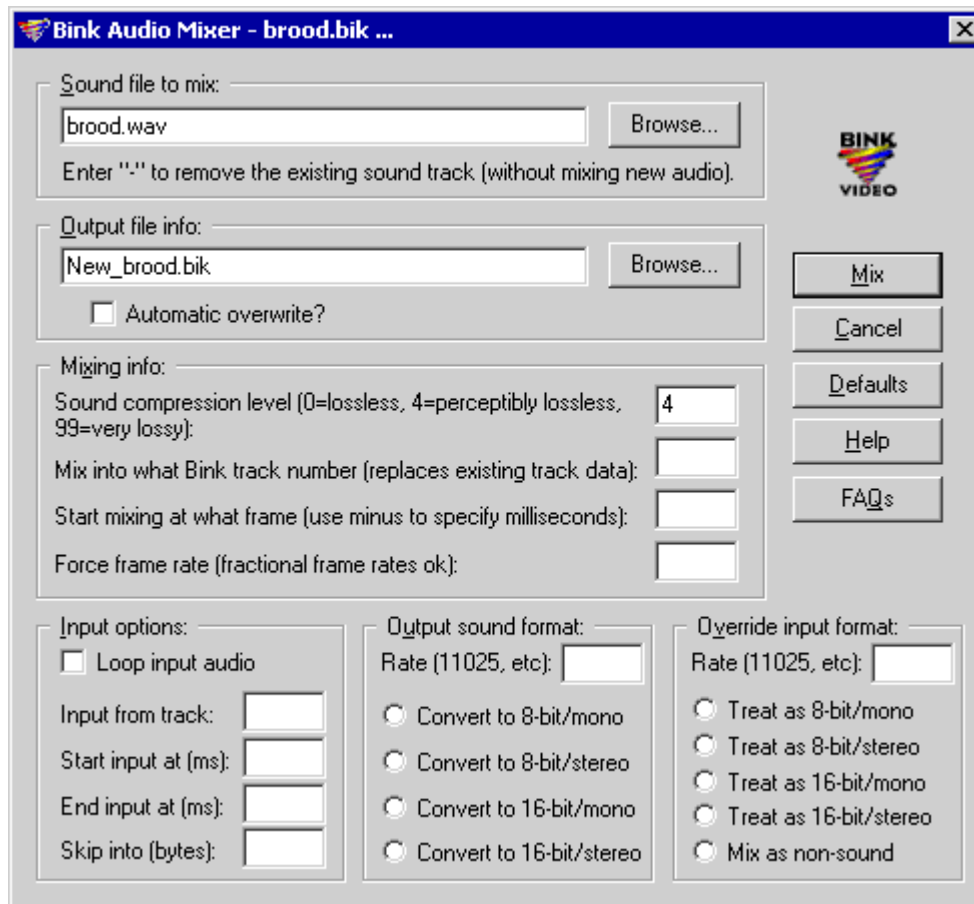 Bink Audio Mixer - brood.bik ...
Sound file to mix:
brood.wav
Browse...
Enter "-" to remove the existing sound track (without mixing new audio).
BINK
VIDEO
Output file info:
New_brood.bik
Browse...
Automatic overwrite?
Mix
Cancel
Defaults
Help
FAQs
Mixing info:
Sound compression level (0=lossless, 4=perceptibly lossless,
99=very lossy):
4
Mix into what Bink track number (replaces existing track data):
Start mixing at what frame (use minus to specify milliseconds):
Force frame rate (fractional frame rates ok):
Input options:
Loop input audio
Input from track:
Start input at (ms):
End input at (ms):
Skip into (bytes):
Output sound format:
Rate (11025, etc):
Convert to 8-bit/mono
Convert to 8-bit/stereo
Convert to 16-bit/mono
Convert to 16-bit/stereo
Override input format:
Rate (11025, etc):
Treat as 8-bit/mono
Treat as 8-bit/stereo
Treat as 16-bit/mono
Treat as 16-bit/stereo
Mix as non-sound